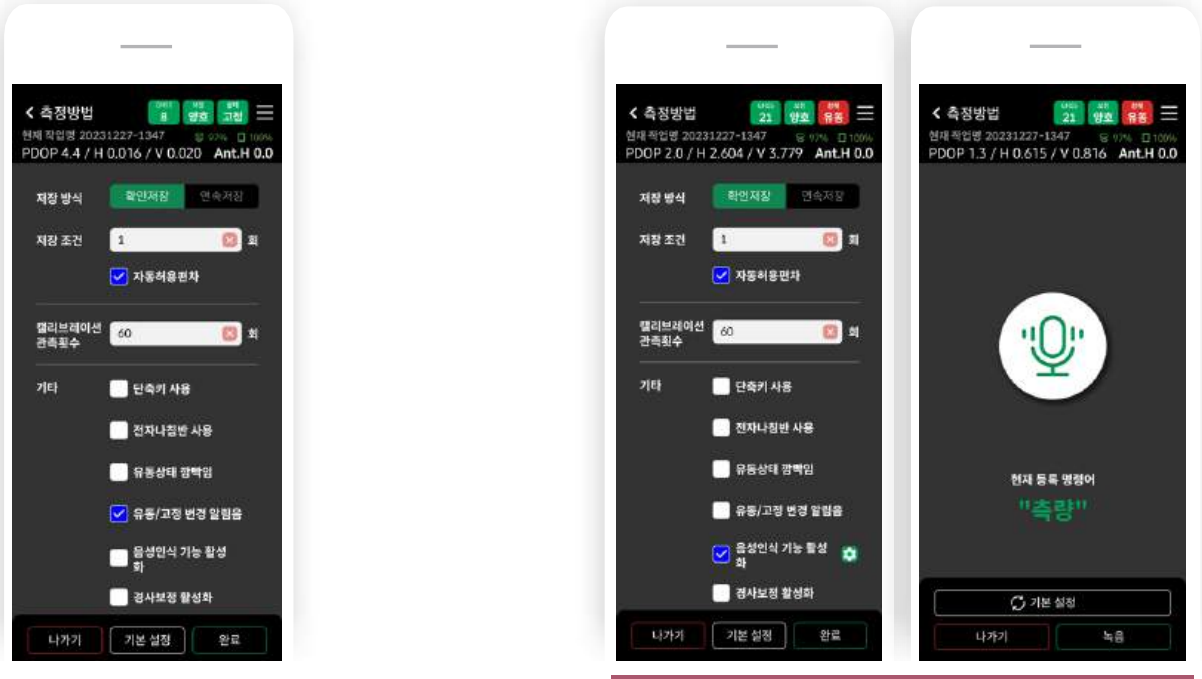 측정방법
8 양호 고정
현재 작업명 20231227-1347 97% 100%
PDOP 4.4 / H 0.016 / V 0.020 Ant.H 0.0
저장 방식 확인저장 연속저장
저장 조건 1 회
자동허용편차
캘리브레이션
관측횟수 60 회
기타 단축키 사용
전자나침반 사용
유동상태 깜빡임
유동/고정 변경 알림음
음성인식 기능 활성
화
경사보정 활성화
나가기 기본 설정 완료
측정방법
21 양호 유동
현재 작업명 20231227-1347 97% 100%
PDOP 2.0 / H 2.604 / V 3.779 Ant.H 0.0
저장 방식 확인저장 연속저장
저장 조건 1 회
자동허용편차
캘리브레이션
관측횟수 60 회
기타 단축키 사용
전자나침반 사용
유동상태 깜빡임
유동/고정 변경 알림음
음성인식 기능 활성
화
경사보정 활성화
나가기 기본 설정 완료
측정방법
21 양호 유동
현재 작업명 20231227-1347 97% 100%
PDOP 1.3 / H 0.615 / V 0.816 Ant.H 0.0
현재 등록 명령어
"측량"
기본 설정
나가기 녹음